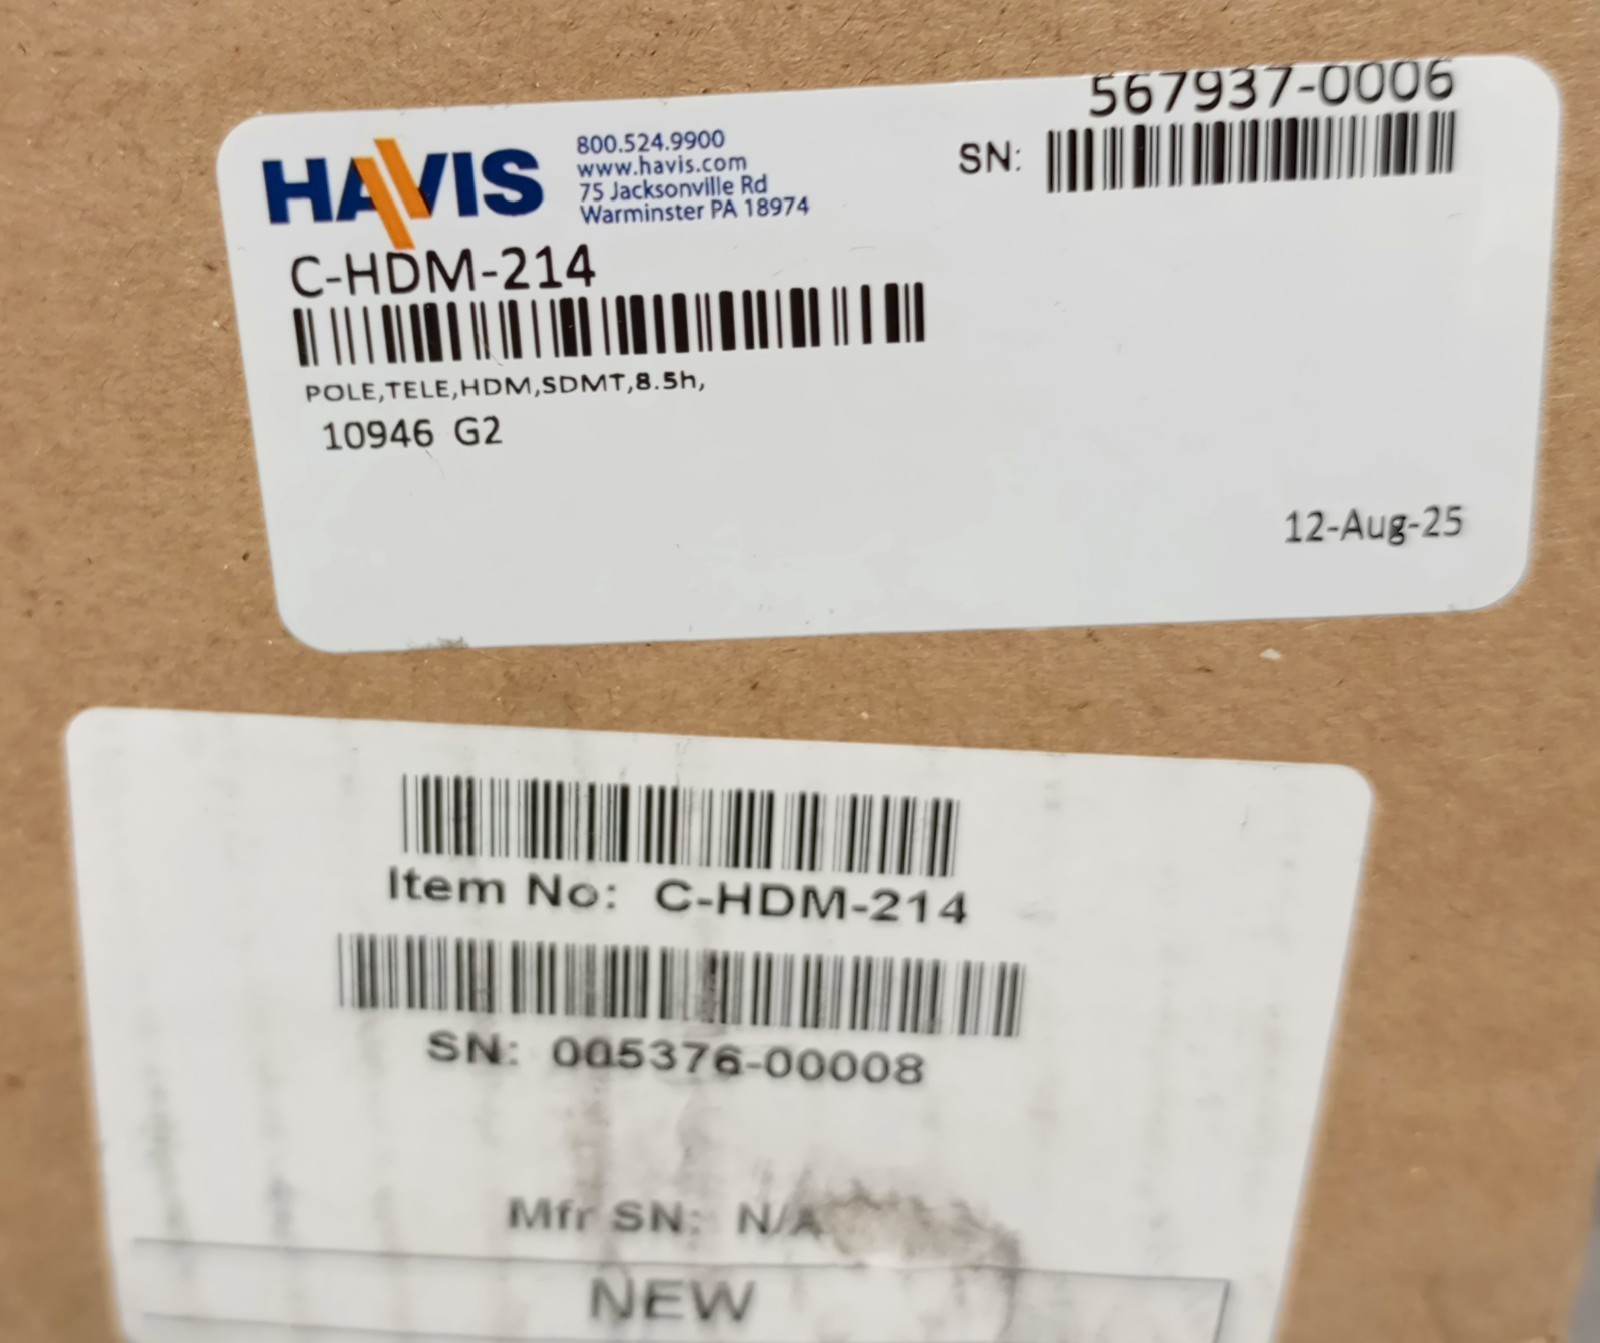 HAVIS
800.524.9900
www.havis.com
75 Jacksonville Rd
Warminster PA 18974
567937-0006
SN:
C-HDM-214
POLE,TELE,HDM,SDMT,8.5h,
10946 G2
12-Aug-25
Item No: C-HDM-214
SN: 005376-00008
Mfr SN: N/A
NEW